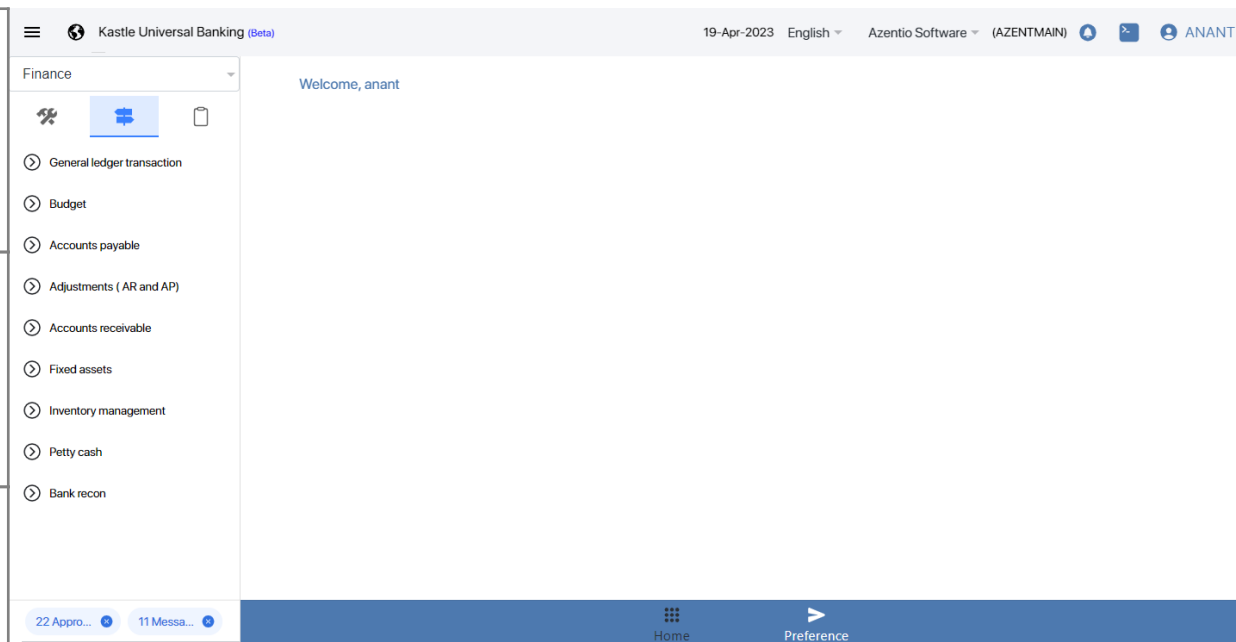 Kastle Universal Banking (Beta)
19-Apr-2023 English Azentio Software (AZENTMAIN) ANANT
Finance
Welcome, anant
General ledger transaction
Budget
Accounts payable
Adjustments ( AR and AP)
Accounts receivable
Fixed assets
Inventory management
Petty cash
Bank recon
22 Appro... 11 Messa...
Home Preference